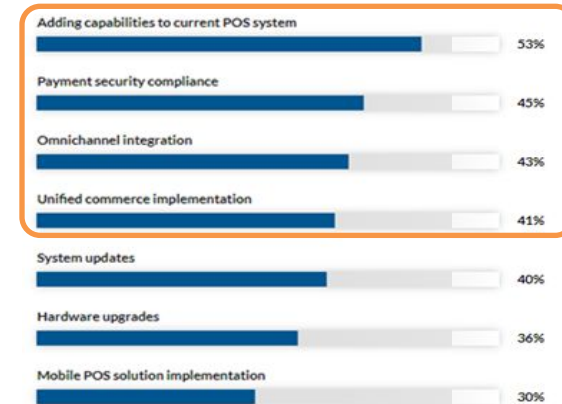 Adding capabilities to current POS system
53%
Payment security compliance
45%
Omnichannel integration
43%
Unified commerce implementation
41%
System updates
40%
Hardware upgrades
36%
Mobile POS solution implementation
30%